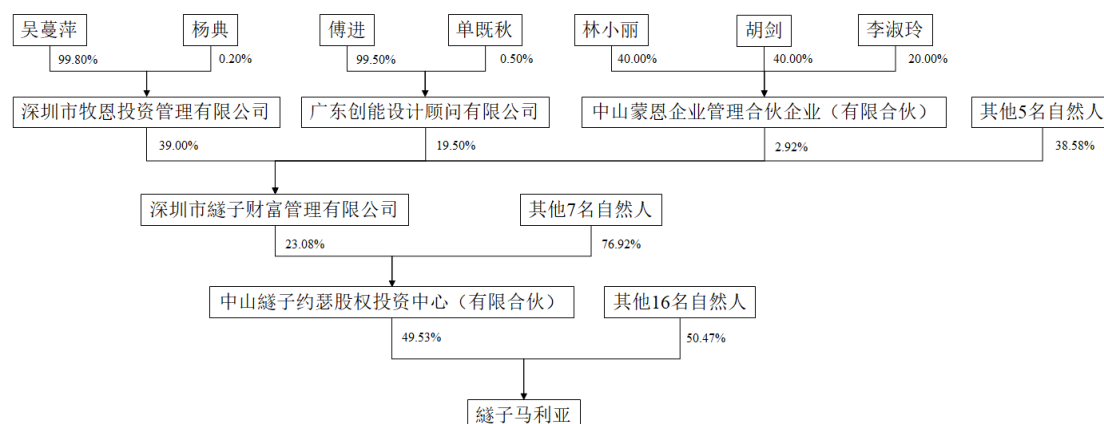 吴蔓萍
杨典
傅进
单既秋
林小丽
胡剑
李淑玲
99.80%
0.20%
99.50%
0.50%
40.00%
40.00%
20.00%
深圳市牧恩投资管理有限公司
广东创能设计顾问有限公司
中山蒙恩企业管理合伙企业（有限合伙）
其他5名自然人
39.00%
19.50%
2.92%
38.58%
深圳市繸子财富管理有限公司
其他7名自然人
23.08%
76.92%
中山繸子约瑟股权投资中心（有限合伙）
其他16名自然人
49.53%
50.47%
繸子马利亚